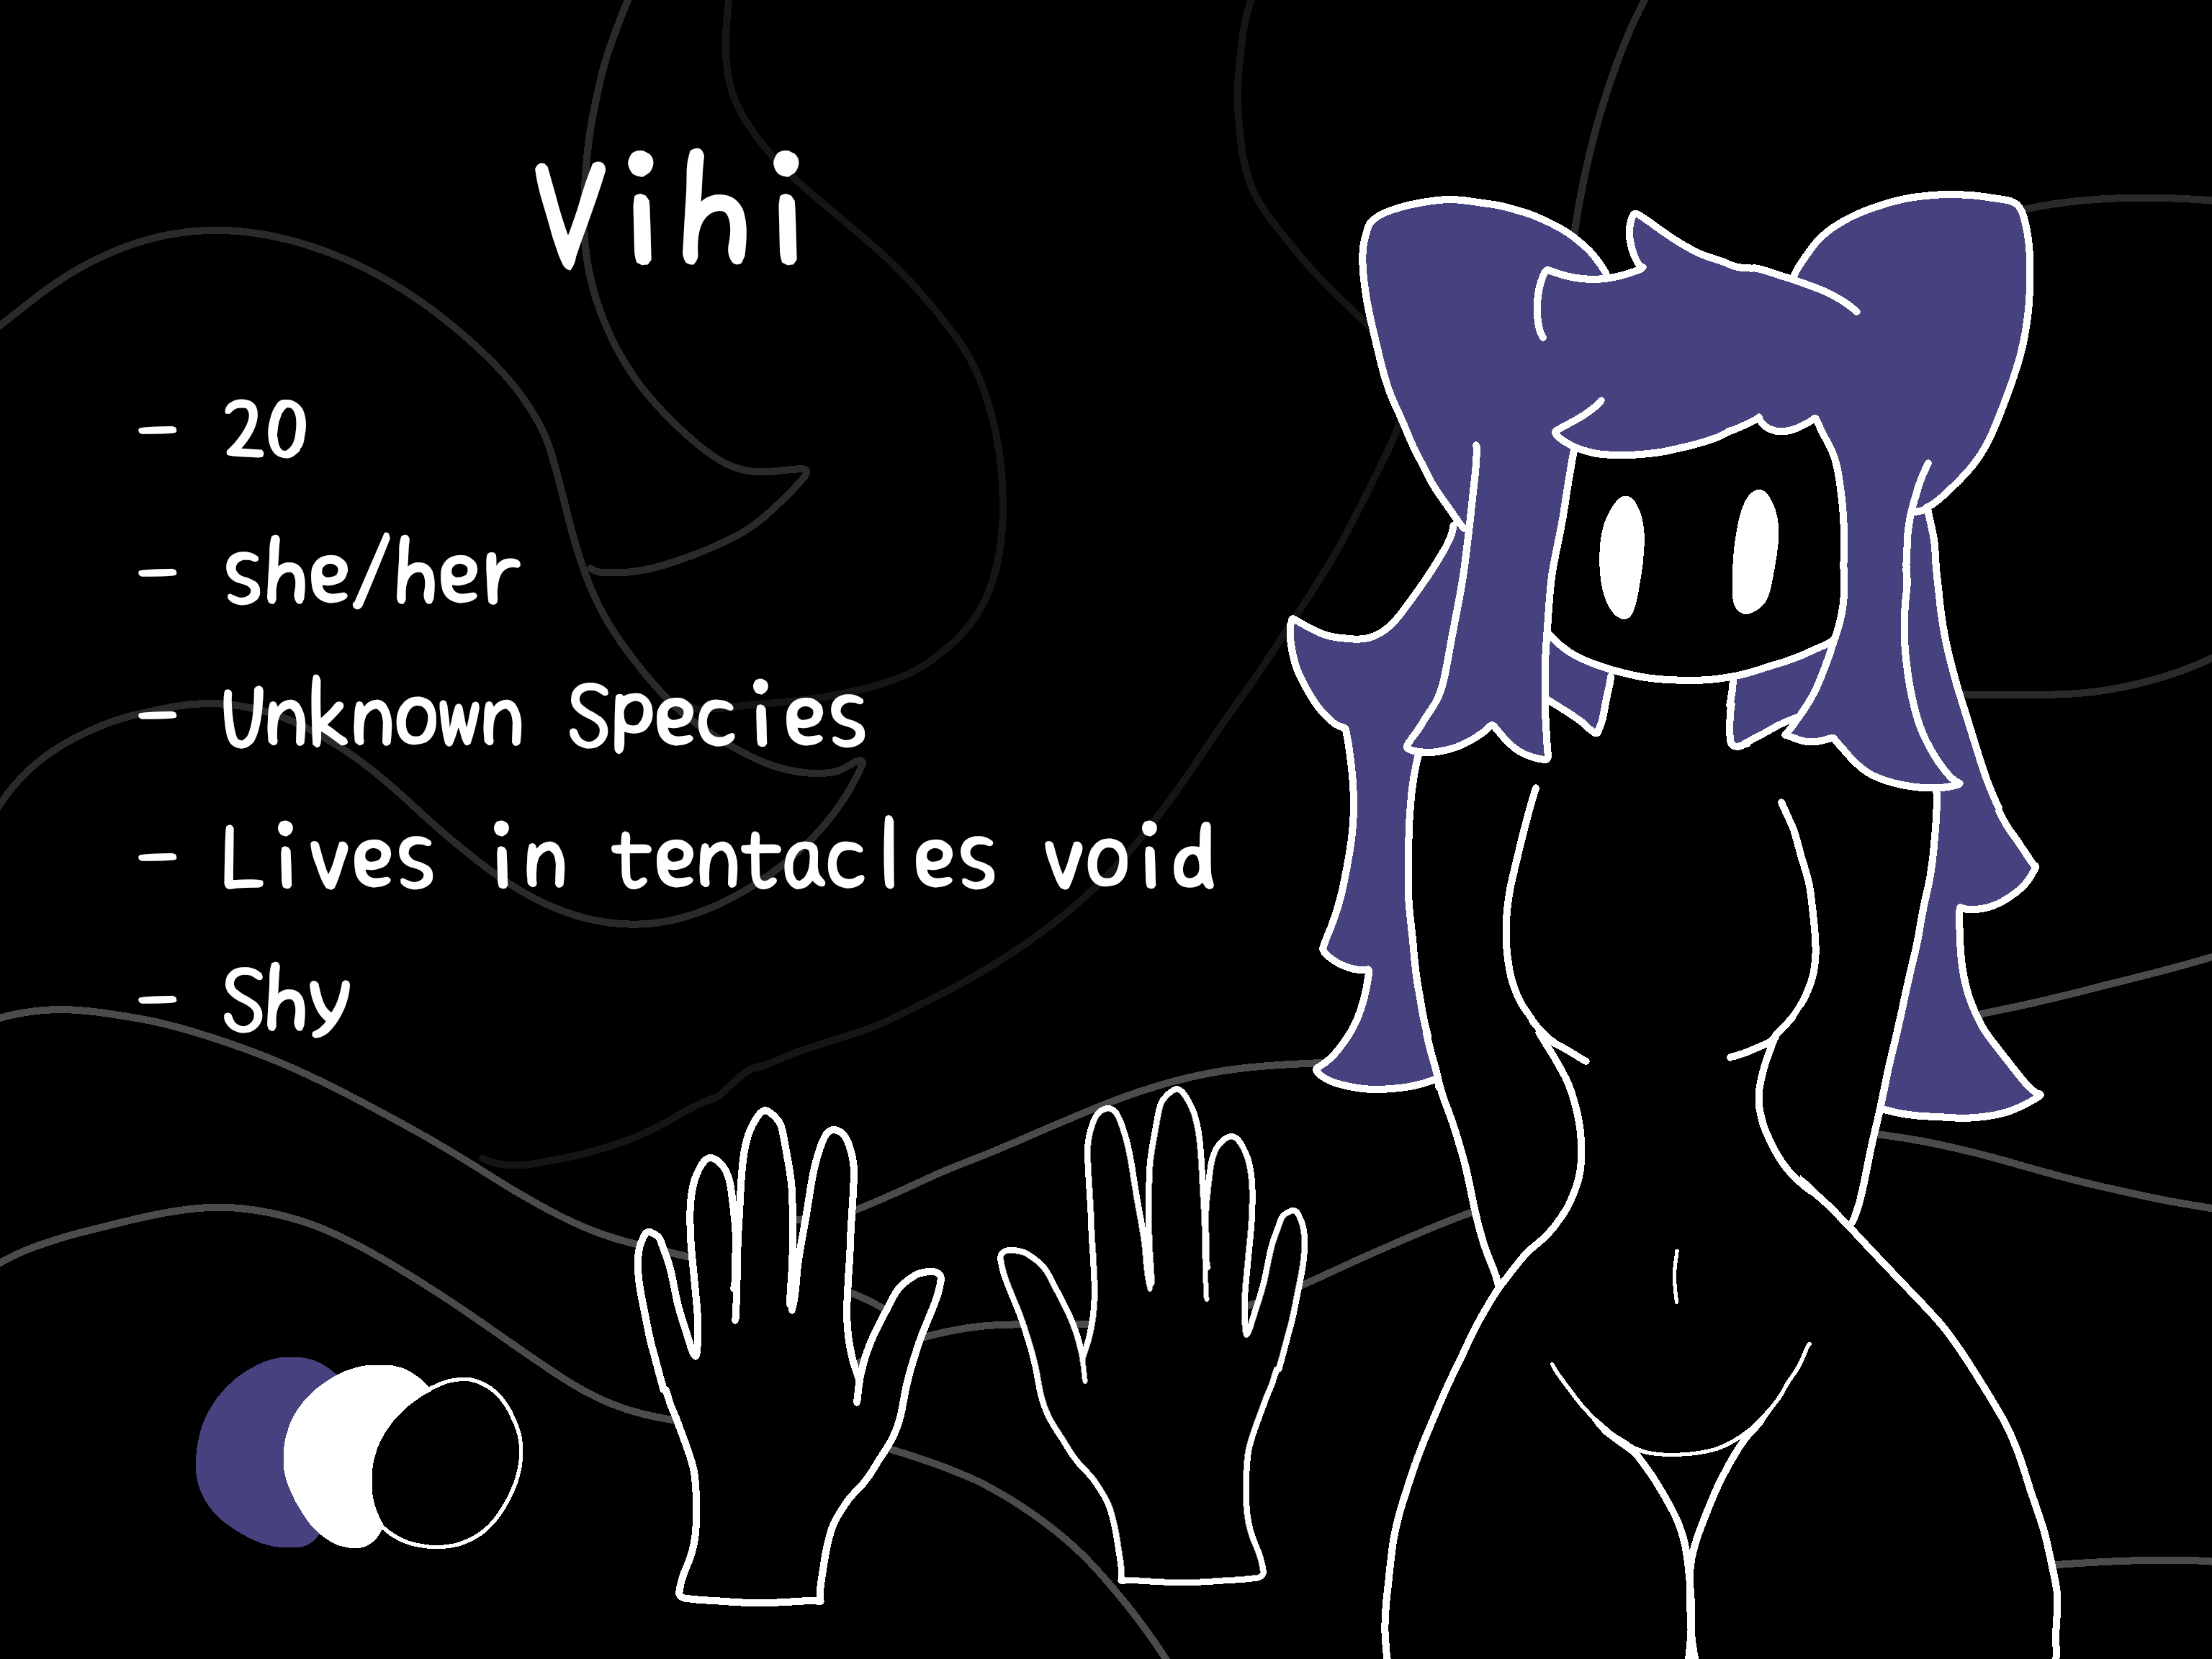 Vihi
- 20
- she/her
- Unknown Species
- Lives in tentacles void
- Shy